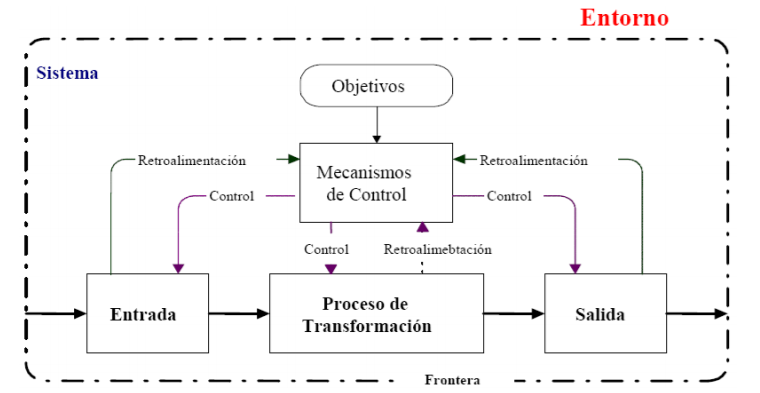 Entorno
Sistema
Objetivos
Retroalimentación
Mecanismos
de Control
Retroalimentación
Control
Control
Control
Retroalimebtación
Entrada
Proceso de
Transformación
Salida
Frontera